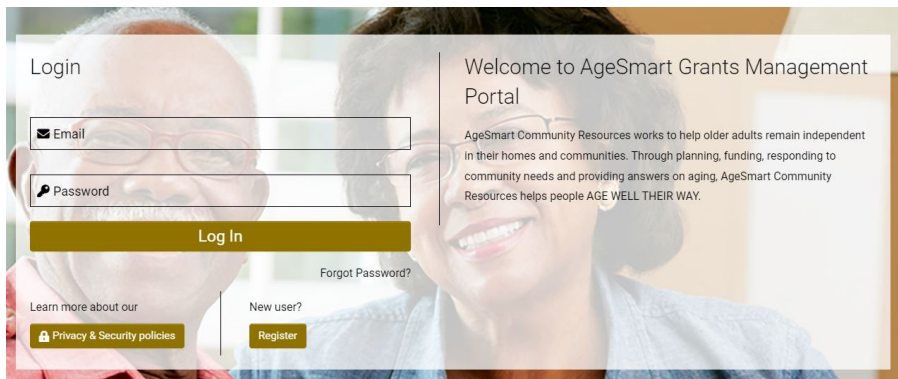 Login
Email
Password
Log In
Forgot Password?
Learn more about our
Privacy & Security policies
New user?
Register
Welcome to AgeSmart Grants Management
Portal
AgeSmart Community Resources works to help older adults remain independent
in their homes and communities. Through planning, funding, responding to
community needs and providing answers on aging, AgeSmart Community
Resources helps people AGE WELL THEIR WAY.